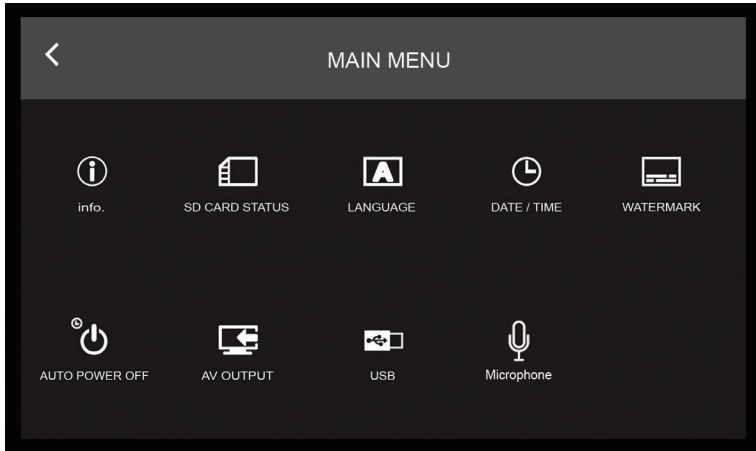 MAIN MENU
info.
SD CARD STATUS
LANGUAGE
DATE / TIME
WATERMARK
AUTO POWER OFF
AV OUTPUT
USB
Microphone